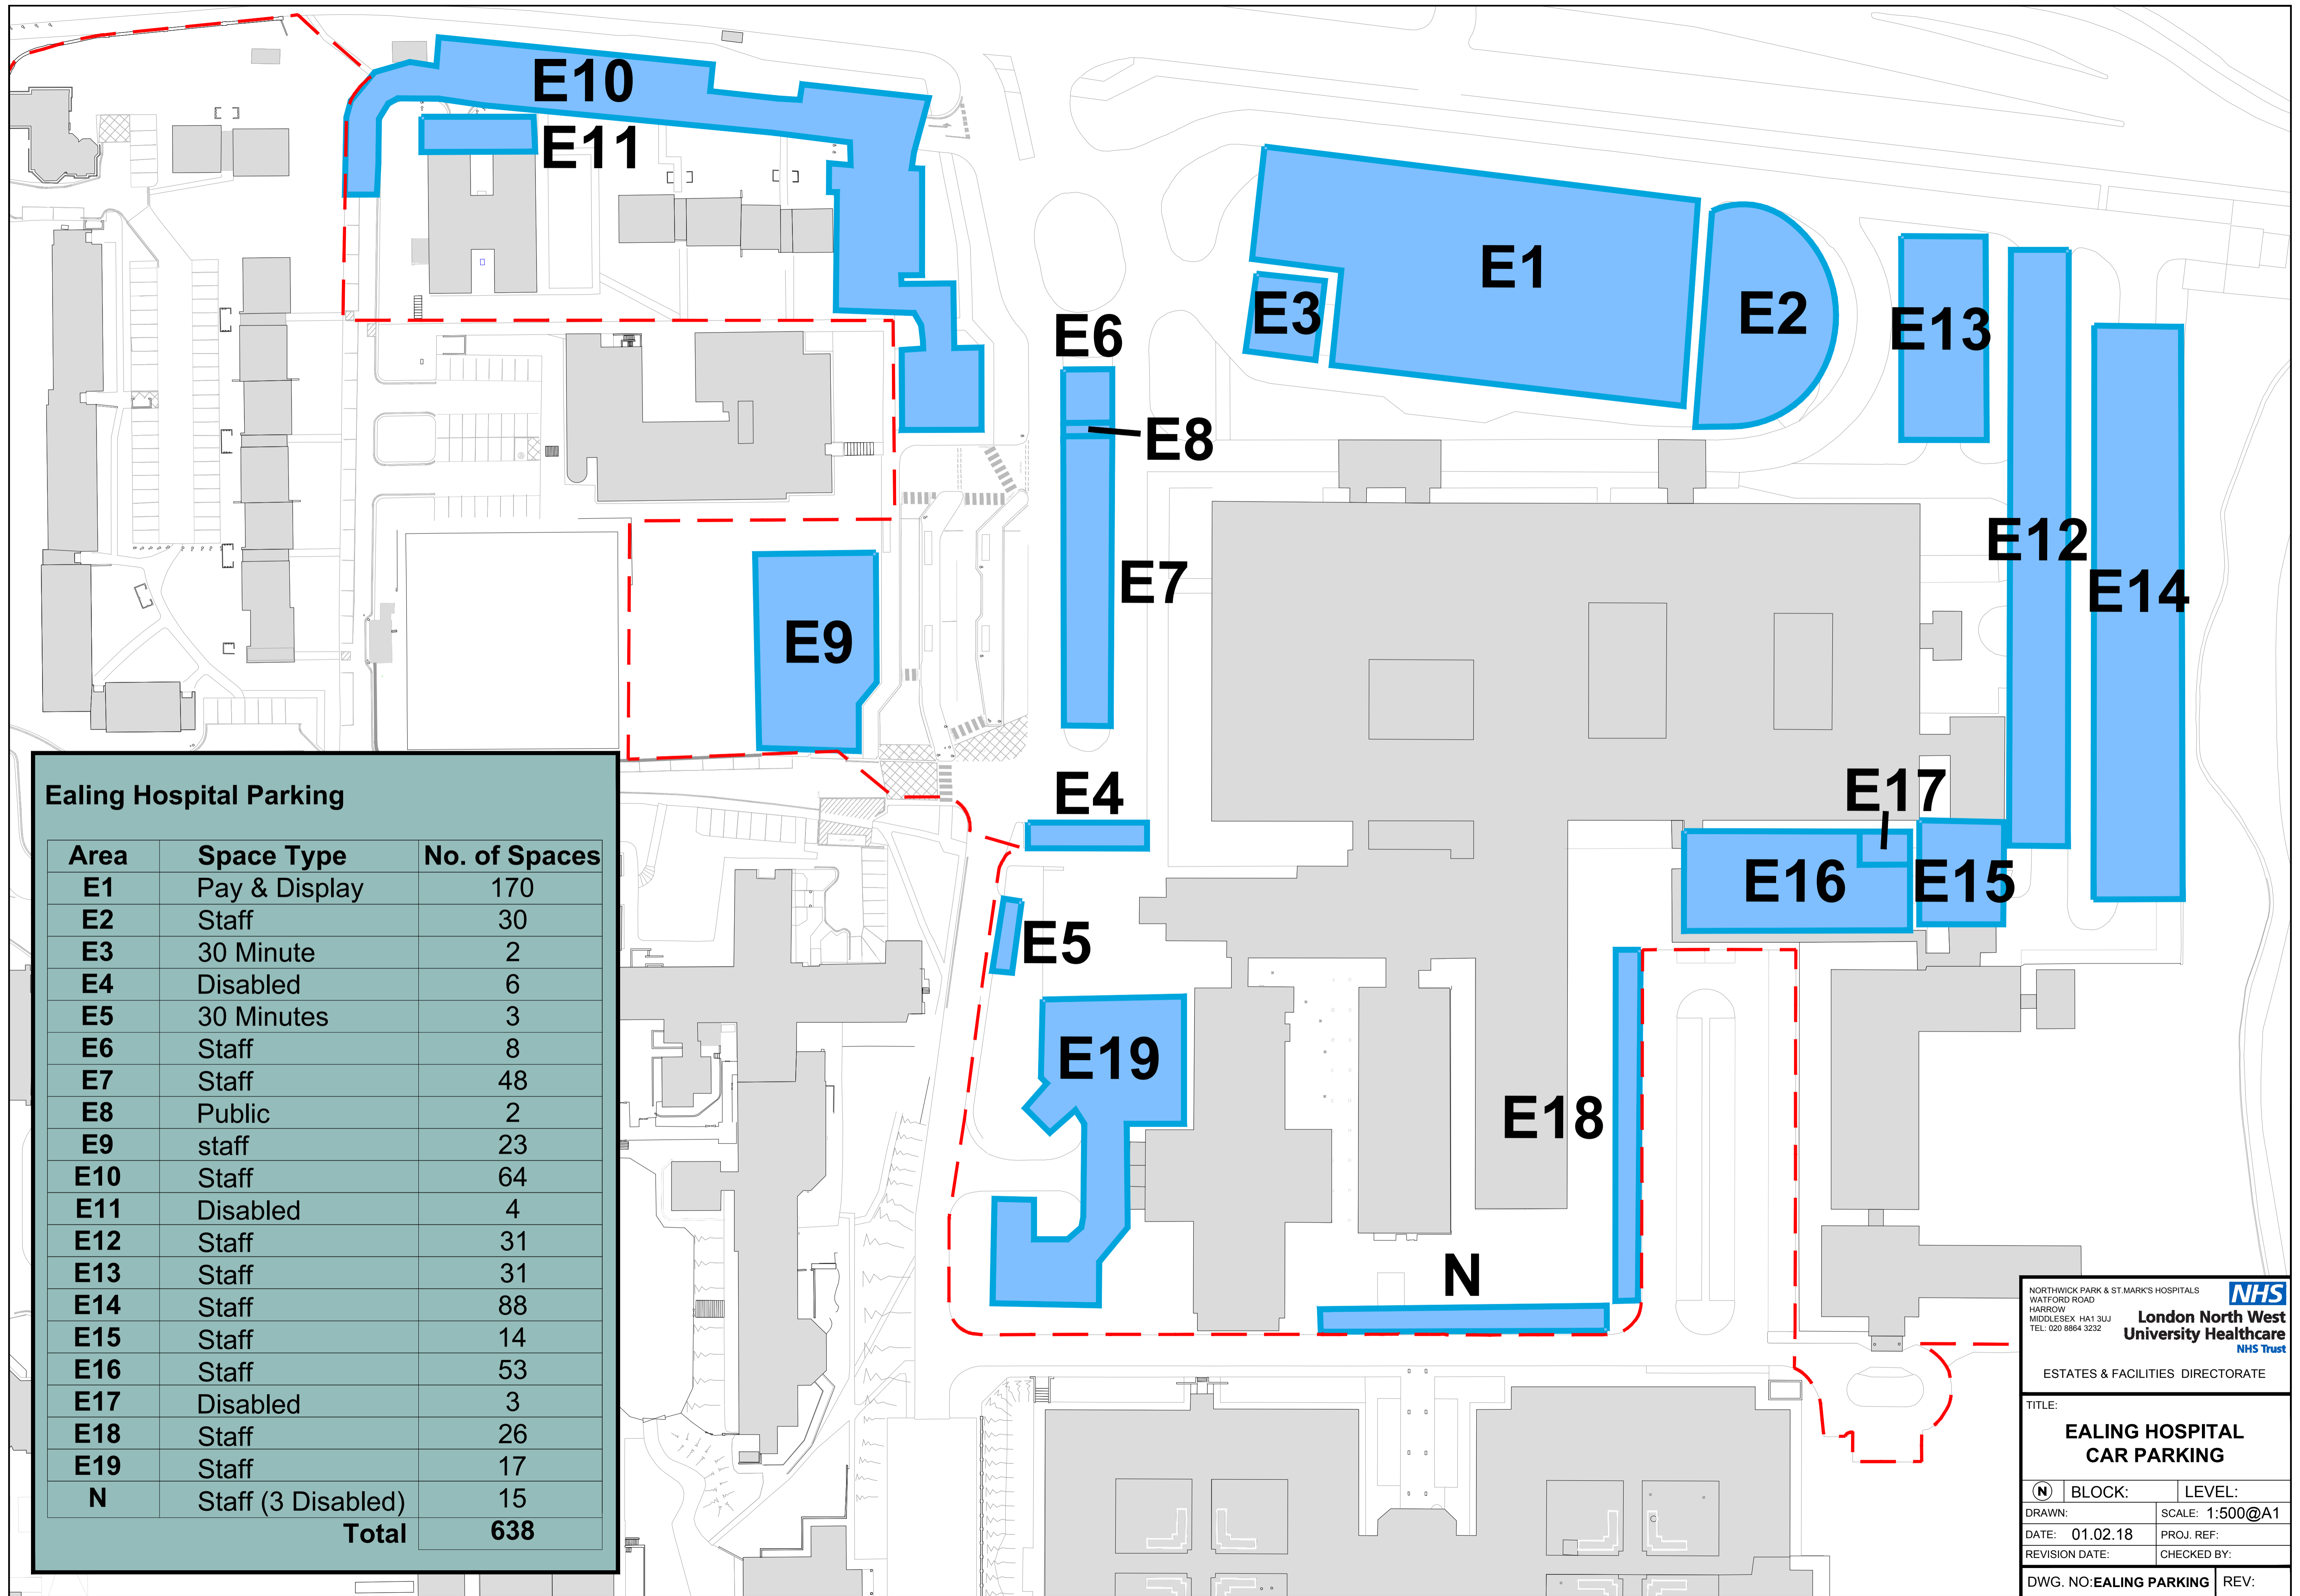 E10
E11
E1
E3
E2
E13
E6
E8
E12
E7
E14
E9
E4
E17
E16
E15
E5
E19
E18
N
Ealing Hospital Parking
Area Space Type No. of Spaces
E1 Pay & Display 170
E2 Staff 30
E3 30 Minute 2
E4 Disabled 6
E5 30 Minutes 3
E6 Staff 8
E7 Staff 48
E8 Public 2
E9 staff 23
E10 Staff 64
E11 Disabled 4
E12 Staff 31
E13 Staff 31
E14 Staff 88
E15 Staff 14
E16 Staff 53
E17 Disabled 3
E18 Staff 26
E19 Staff 17
N Staff (3 Disabled) 15
Total 638
NORTHWICK PARK & ST.MARK'S HOSPITALS
WATFORD ROAD
HARROW
MIDDLESEX HA1 3UJ
TEL: 020 8864 3232
NHS
London North West
University Healthcare
NHS Trust
ESTATES & FACILITIES DIRECTORATE
TITLE:
EALING HOSPITAL
CAR PARKING
N BLOCK: LEVEL:
DRAWN: SCALE: 1:500@A1
DATE: 01.02.18 PROJ. REF:
REVISION DATE: CHECKED BY:
DWG. NO:EALING PARKING REV: